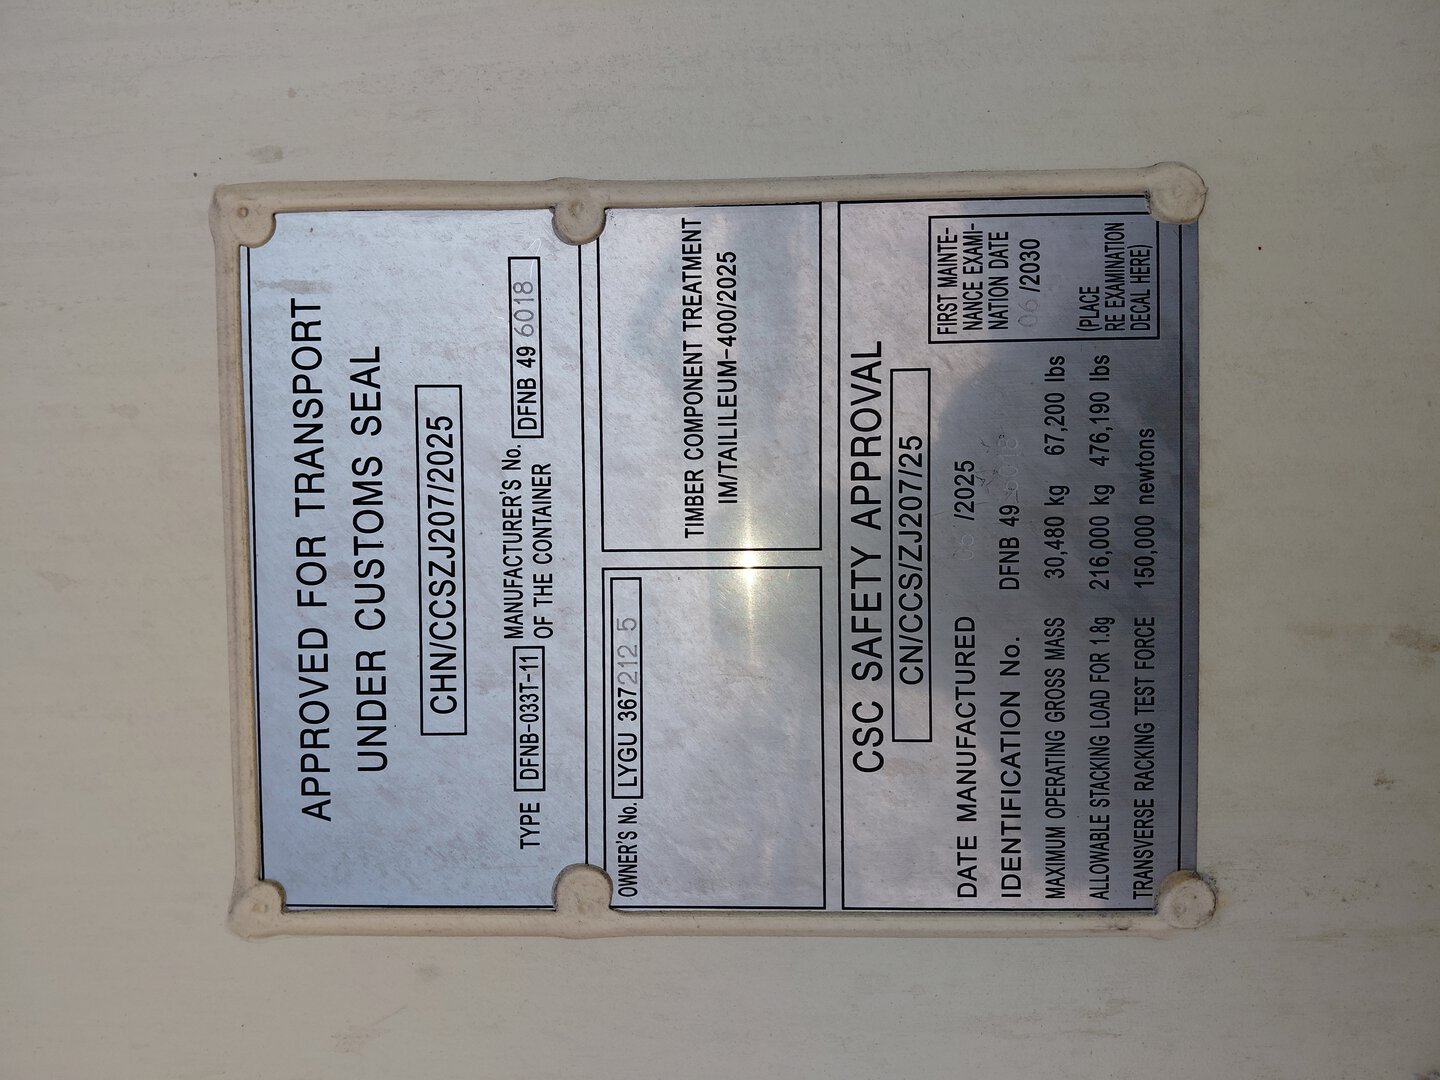 APPROVED FOR TRANSPORT
UNDER CUSTOMS SEAL
CHN/CCSZJ207/2025
TYPE DFNB-033T-11 MANUFACTURER'S No. OF THE CONTAINER DFNB 49 6018
OWNER'S No. LYGU 367212 5
TIMBER COMPONENT TREATMENT
IM/TAILILEUM-400/2025
CSC SAFETY APPROVAL
CN/CCS/ZJ207/25
DATE MANUFACTURED 06 /2025
IDENTIFICATION No. DFNB 49 6018
MAXIMUM OPERATING GROSS MASS 30,480 kg 67,200 lbs
ALLOWABLE STACKING LOAD FOR 1.8g 216,000 kg 476,190 lbs
TRANSVERSE RACKING TEST FORCE 150,000 newtons
FIRST MAINTE-
NANCE EXAMI-
NATION DATE
06 /2030
(PLACE
RE EXAMINATION
DECAL HERE)